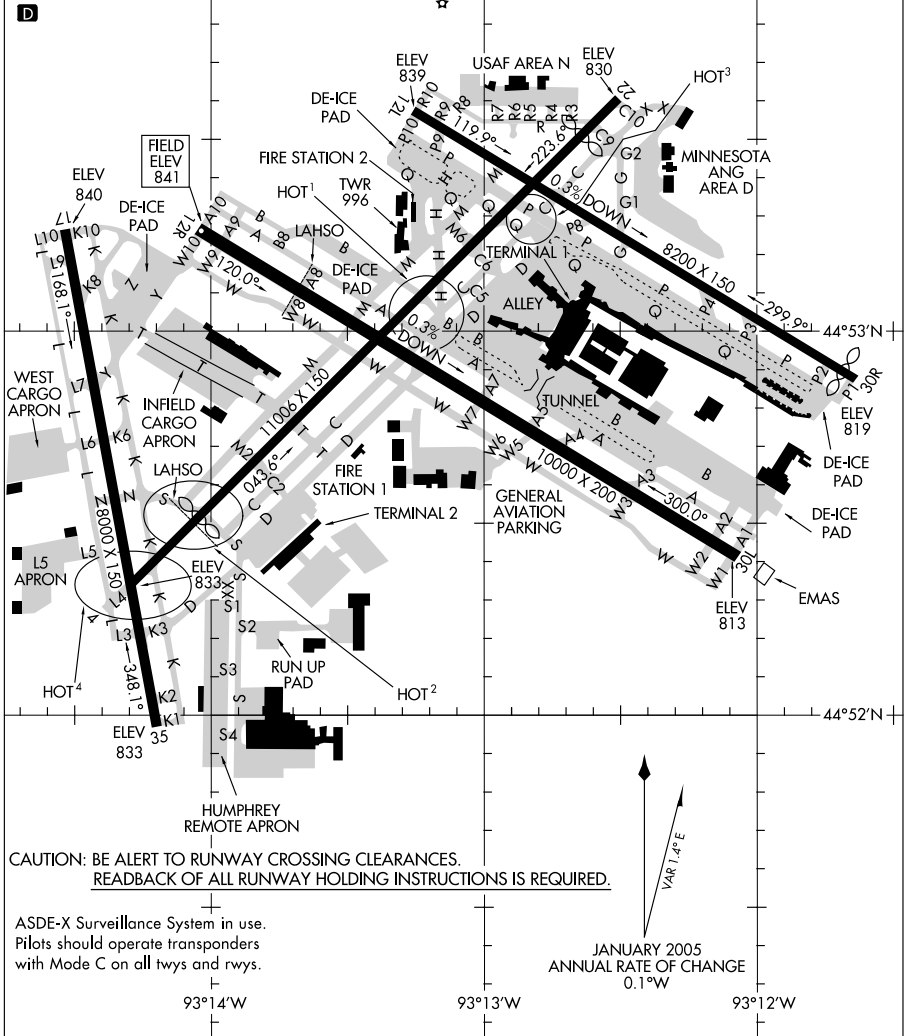 D
ELEV
839
USAF AREA N
ELEV
830
HOT³
DE-ICE
PAD
12L
R10
R9
R8
R7
R6
R5
R4
R3
R
22
C10
X
X
119.9°
223.6°
C9
G2
G
G1
MINNESOTA
ANG
AREA D
FIELD
ELEV
841
FIRE STATION 2
P10
P9
P
H
Q
Q
M
TWR
996
HOT¹
ELEV
840
DE-ICE
PAD
12R
A10
A9
B
A
B8
B
LAHSO
A8
DE-ICE
PAD
H
M
M6
M
H
Q
Q
P
C
P8
P
G
0.3% DOWN
8200 X 150
299.9°
17
L10
K10
L9
168.1°
K
K8
K
W10
W9
W
120.0°
W8
W
W
Z
Y
M
A
H
C
C6
C5
D
D
TERMINAL 1
ALLEY
Q
P
Q
P4
P3
P
Q
P2
P
30R
ELEV
819
44°53'N
0.3%
DOWN
B
B
A
A7
TUNNEL
T
T
T
M
WEST
CARGO
APRON
L
L7
L
Y
K
INFIELD
CARGO
APRON
11006 X 150
W
W
W7
W6
W5
W
A5
A4
A
B
L6
K6
L
K
M2
LAHSO
043.6°
T
T
C
D
C2
C
D
FIRE
STATION 1
10000 X 200
A3
W3
300.0°
B
A
A2
A1
DE-ICE
PAD
DE-ICE
PAD
GENERAL
AVIATION
PARKING
TERMINAL 2
Z
Z
S
S
K
8000 X 150
L5
APRON
L5
ELEV
833
W
W2
W1
30L
ELEV
813
EMAS
L4
A
L
L3
K3
K
K
D
XX
S
S1
S2
S3
S
S4
RUN UP
PAD
HOT²
HOT⁴
348.1°
K2
K1
ELEV
833
35
44°52'N
HUMPHREY
REMOTE APRON
CAUTION: BE ALERT TO RUNWAY CROSSING CLEARANCES.
READBACK OF ALL RUNWAY HOLDING INSTRUCTIONS IS REQUIRED.
VAR 1.4° E
ASDE-X Surveillance System in use.
Pilots should operate transponders
with Mode C on all twys and rwys.
JANUARY 2005
ANNUAL RATE OF CHANGE
0.1°W
93°14'W
93°13'W
93°12'W